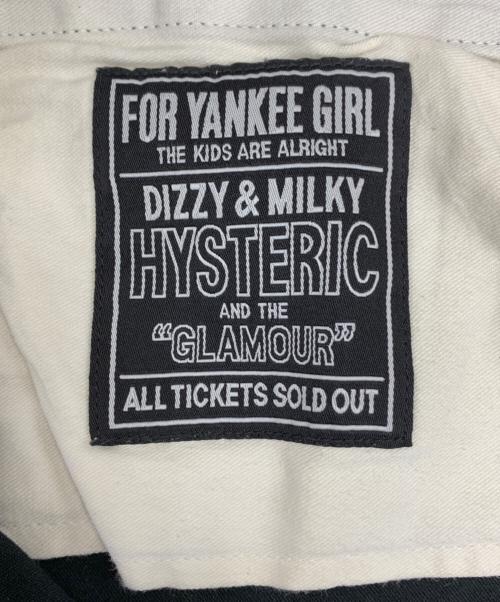 FOR YANKEE GIRL
THE KIDS ARE ALRIGHT
DIZZY & MILKY
HYSTERIC
AND THE
“GLAMOUR”
ALL TICKETS SOLD OUT